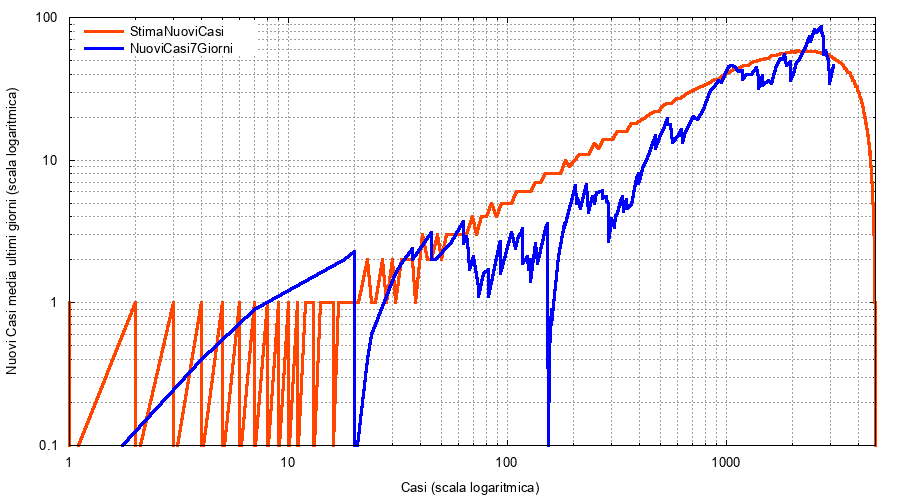 StimaNuoviCasi
NuoviCasi7Giorni
Nuovi Casi media ultimi giorni (scala logaritmica)
100
10
1
0.1
1
10
100
1000
Casi (scala logaritmica)